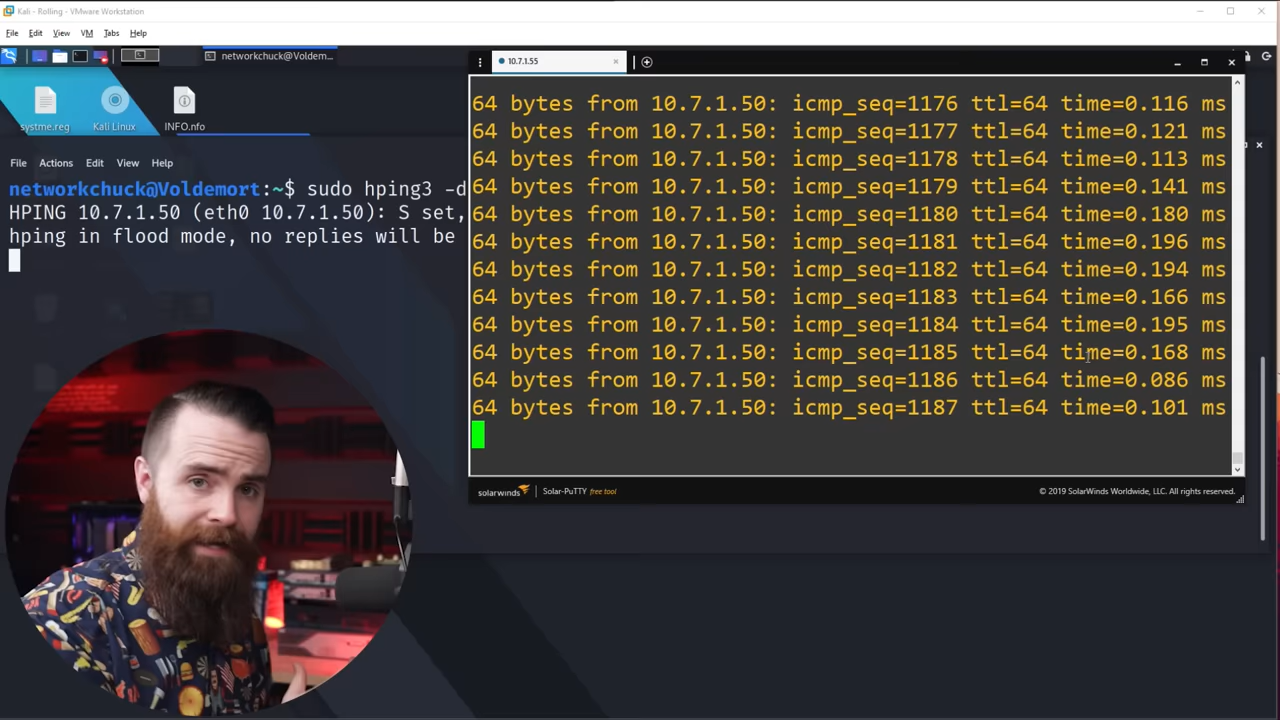 Kali - Rolling - VMware Workstation
File Edit View VM Tabs Help
networkchuck@Voldem...
systme.reg Kali Linux INFO.nfo
File Actions Edit View Help
networkchuck@Voldemort:~$ sudo hping3 -d
HPING 10.7.1.50 (eth0 10.7.1.50): S set,
hping in flood mode, no replies will be
10.7.1.55
64 bytes from 10.7.1.50: icmp_seq=1176 ttl=64 time=0.116 ms
64 bytes from 10.7.1.50: icmp_seq=1177 ttl=64 time=0.121 ms
64 bytes from 10.7.1.50: icmp_seq=1178 ttl=64 time=0.113 ms
64 bytes from 10.7.1.50: icmp_seq=1179 ttl=64 time=0.141 ms
64 bytes from 10.7.1.50: icmp_seq=1180 ttl=64 time=0.180 ms
64 bytes from 10.7.1.50: icmp_seq=1181 ttl=64 time=0.196 ms
64 bytes from 10.7.1.50: icmp_seq=1182 ttl=64 time=0.194 ms
64 bytes from 10.7.1.50: icmp_seq=1183 ttl=64 time=0.166 ms
64 bytes from 10.7.1.50: icmp_seq=1184 ttl=64 time=0.195 ms
64 bytes from 10.7.1.50: icmp_seq=1185 ttl=64 time=0.168 ms
64 bytes from 10.7.1.50: icmp_seq=1186 ttl=64 time=0.086 ms
64 bytes from 10.7.1.50: icmp_seq=1187 ttl=64 time=0.101 ms
solarwinds Solar-PuTTY free tool © 2019 SolarWinds Worldwide, LLC. All rights reserved.